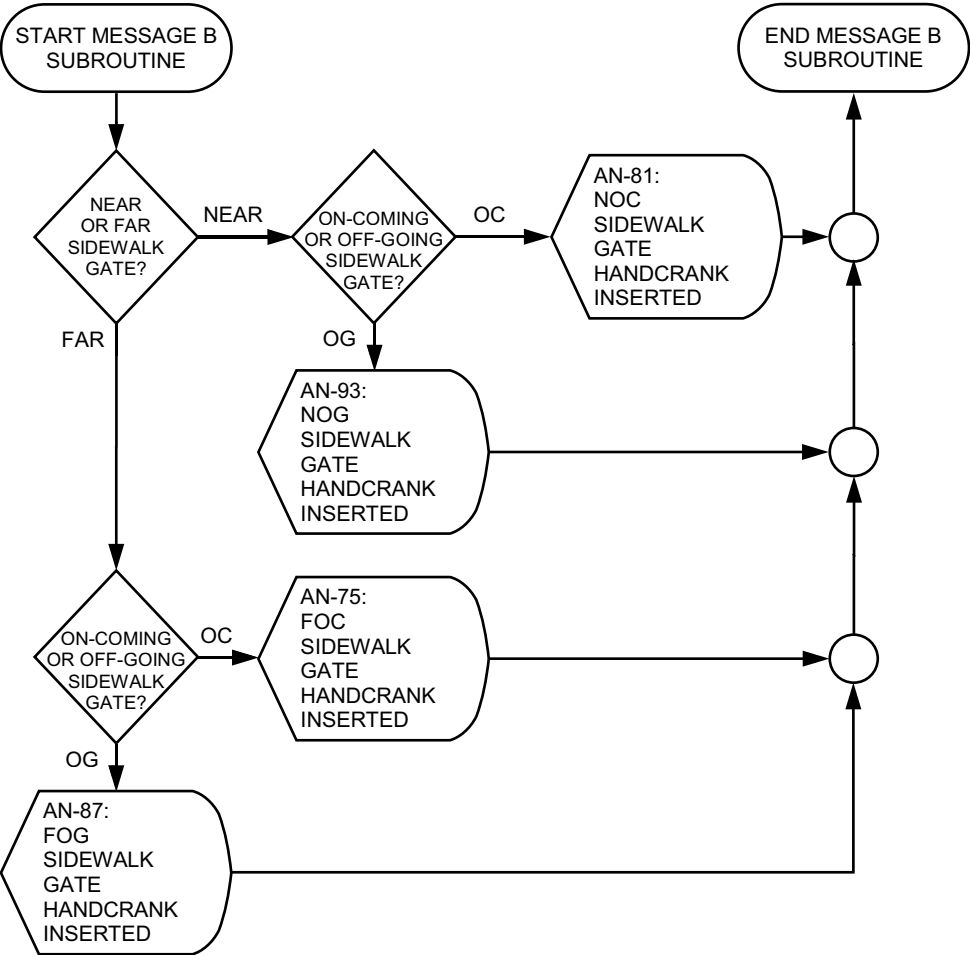 START MESSAGE B
SUBROUTINE
END MESSAGE B
SUBROUTINE
NEAR
OR FAR
SIDEWALK
GATE?
NEAR
ON-COMING
OR OFF-GOING
SIDEWALK
GATE?
OC
AN-81:
NOC
SIDEWALK
GATE
HANDCRANK
INSERTED
FAR
OG
AN-93:
NOG
SIDEWALK
GATE
HANDCRANK
INSERTED
ON-COMING
OR OFF-GOING
SIDEWALK
GATE?
OC
AN-75:
FOC
SIDEWALK
GATE
HANDCRANK
INSERTED
OG
AN-87:
FOG
SIDEWALK
GATE
HANDCRANK
INSERTED